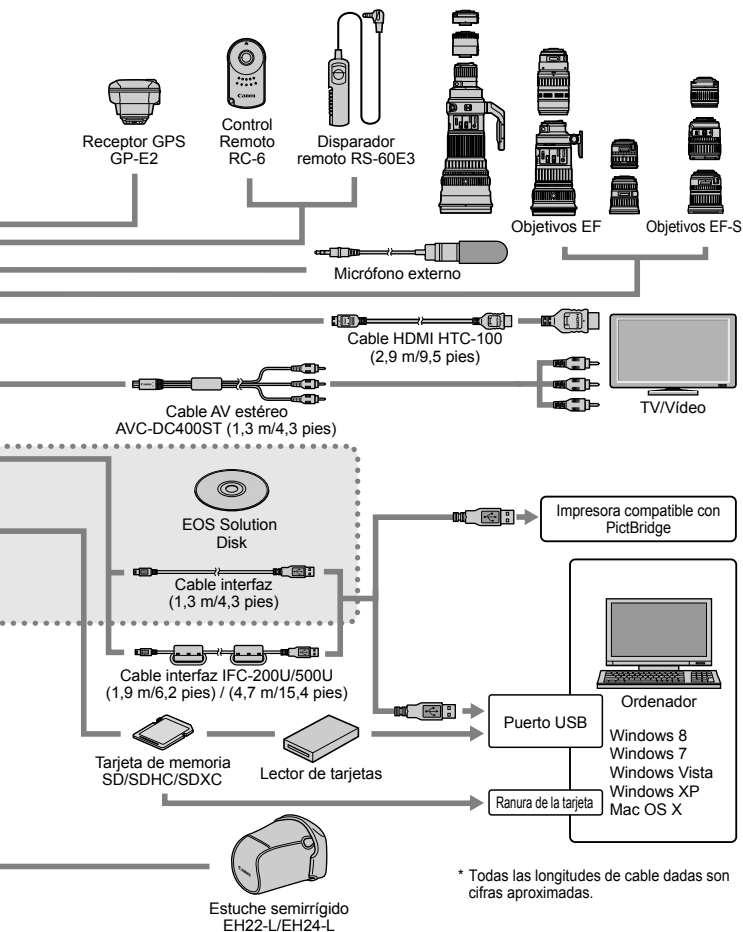 Canon
Receptor GPS
GP-E2
Control
Remoto
RC-6
Disparador
remoto RS-60E3
Objetivos EF
Objetivos EF-S
Micrófono externo
Cable HDMI HTC-100
(2,9 m/9,5 pies)
TV/Vídeo
Cable AV estéreo
AVC-DC400ST (1,3 m/4,3 pies)
EOS Solution
Disk
Impresora compatible con
PictBridge
Cable interfaz
(1,3 m/4,3 pies)
Cable interfaz IFC-200U/500U
(1,9 m/6,2 pies) / (4,7 m/15,4 pies)
Ordenador
Puerto USB
Windows 8
Windows 7
Windows Vista
Windows XP
Mac OS X
Tarjeta de memoria
SD/SDHC/SDXC
Lector de tarjetas
Ranura de la tarjeta
Canon
Estuche semirrígido
EH22-L/EH24-L
* Todas las longitudes de cable dadas son
cifras aproximadas.